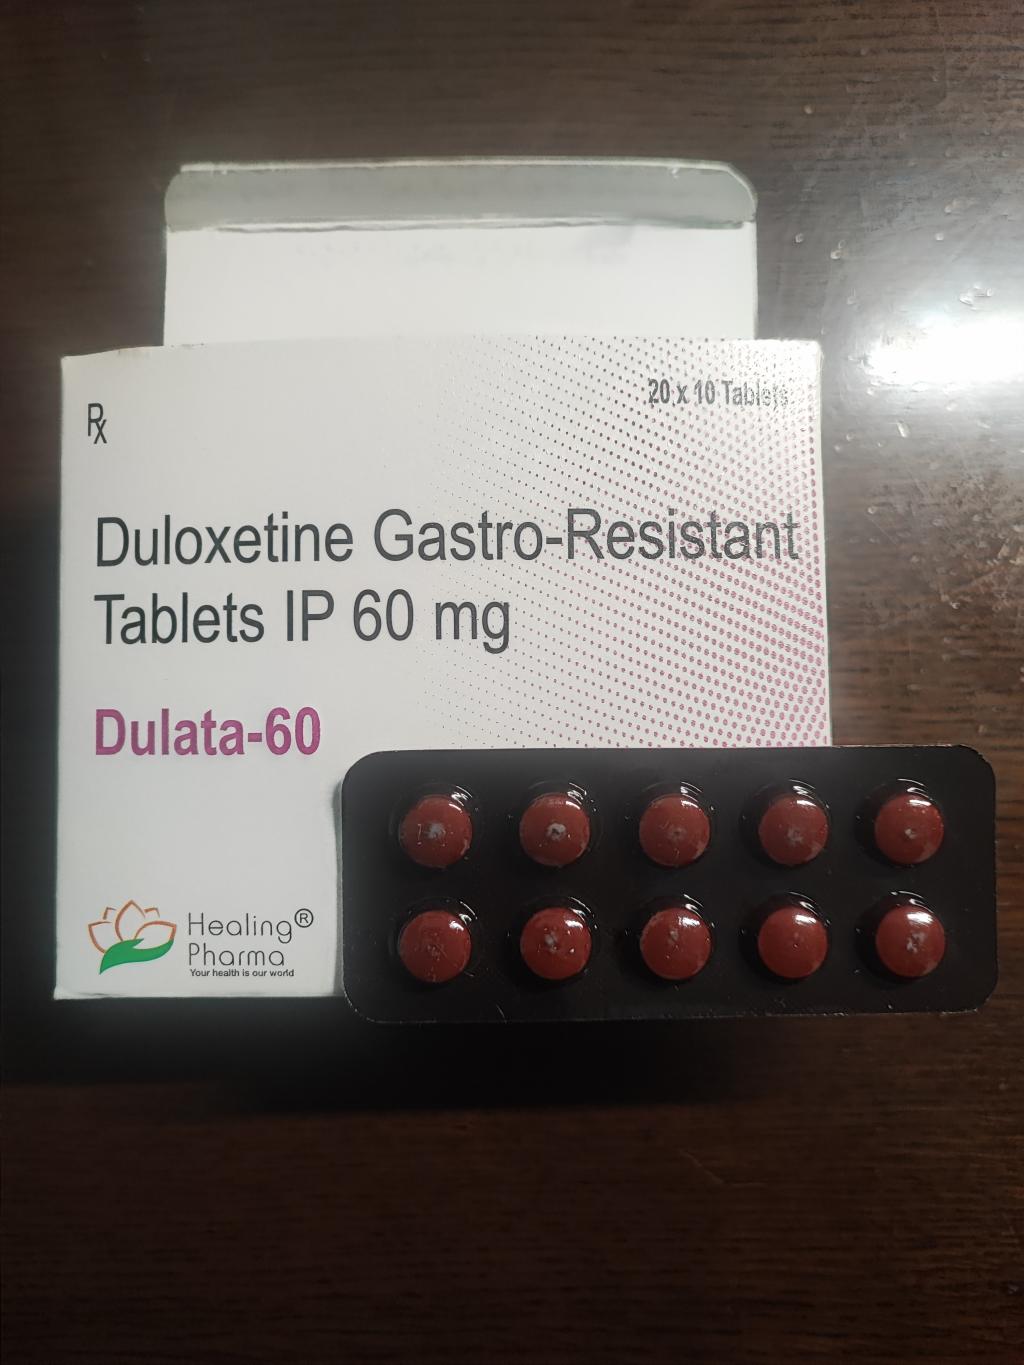 20 x 10 Tablets
Rx
Duloxetine Gastro-Resistant
Tablets IP 60 mg
Dulata-60
Healing®
Pharma
Your health is our world